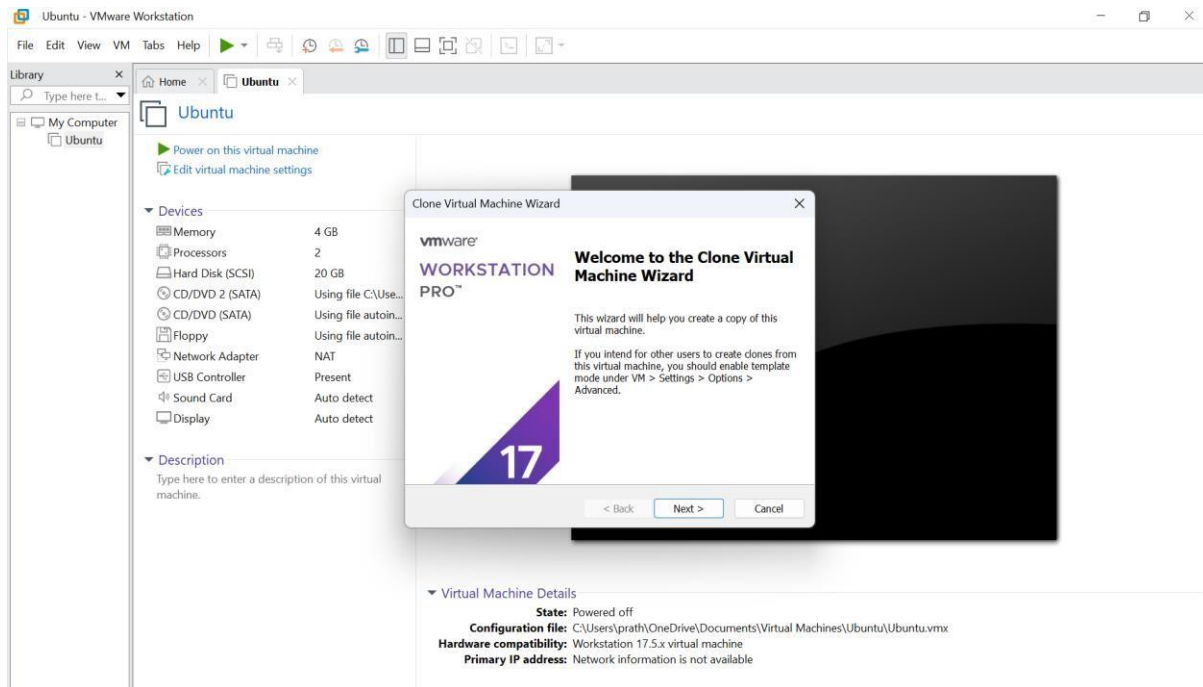 Ubuntu - VMware Workstation
File Edit View VM Tabs Help
Library
Type here t...
My Computer
Ubuntu
Home
Ubuntu
Ubuntu
Power on this virtual machine
Edit virtual machine settings
Devices
Memory 4 GB
Processors 2
Hard Disk (SCSI) 20 GB
CD/DVD 2 (SATA) Using file C:\Use...
CD/DVD (SATA) Using file autoin...
Floppy Using file autoin...
Network Adapter NAT
USB Controller Present
Sound Card Auto detect
Display Auto detect
Description
Type here to enter a description of this virtual
machine.
Clone Virtual Machine Wizard
vmware
WORKSTATION
PRO™
17
Welcome to the Clone Virtual
Machine Wizard
This wizard will help you create a copy of this
virtual machine.
If you intend for other users to create clones from
this virtual machine, you should enable template
mode under VM > Settings > Options >
Advanced.
< Back Next > Cancel
Virtual Machine Details
State: Powered off
Configuration file: C:\Users\prath\OneDrive\Documents\Virtual Machines\Ubuntu\Ubuntu.vmx
Hardware compatibility: Workstation 17.5.x virtual machine
Primary IP address: Network information is not available